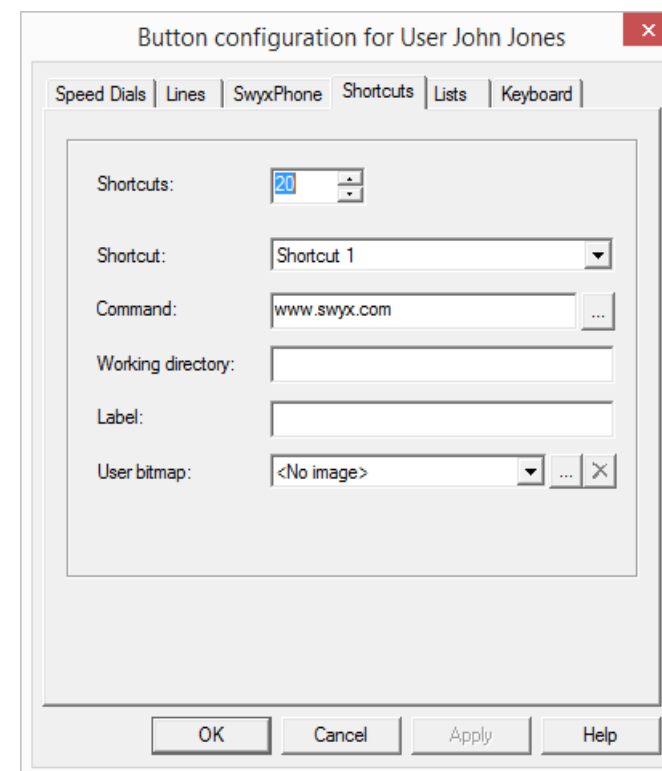 Button configuration for User John Jones
Speed Dials Lines SwyxPhone Shortcuts Lists Keyboard
Shortcuts: 20
Shortcut: Shortcut 1
Command: www.swyx.com ...
Working directory:
Label:
User bitmap: <No image> ...
OK Cancel Apply Help